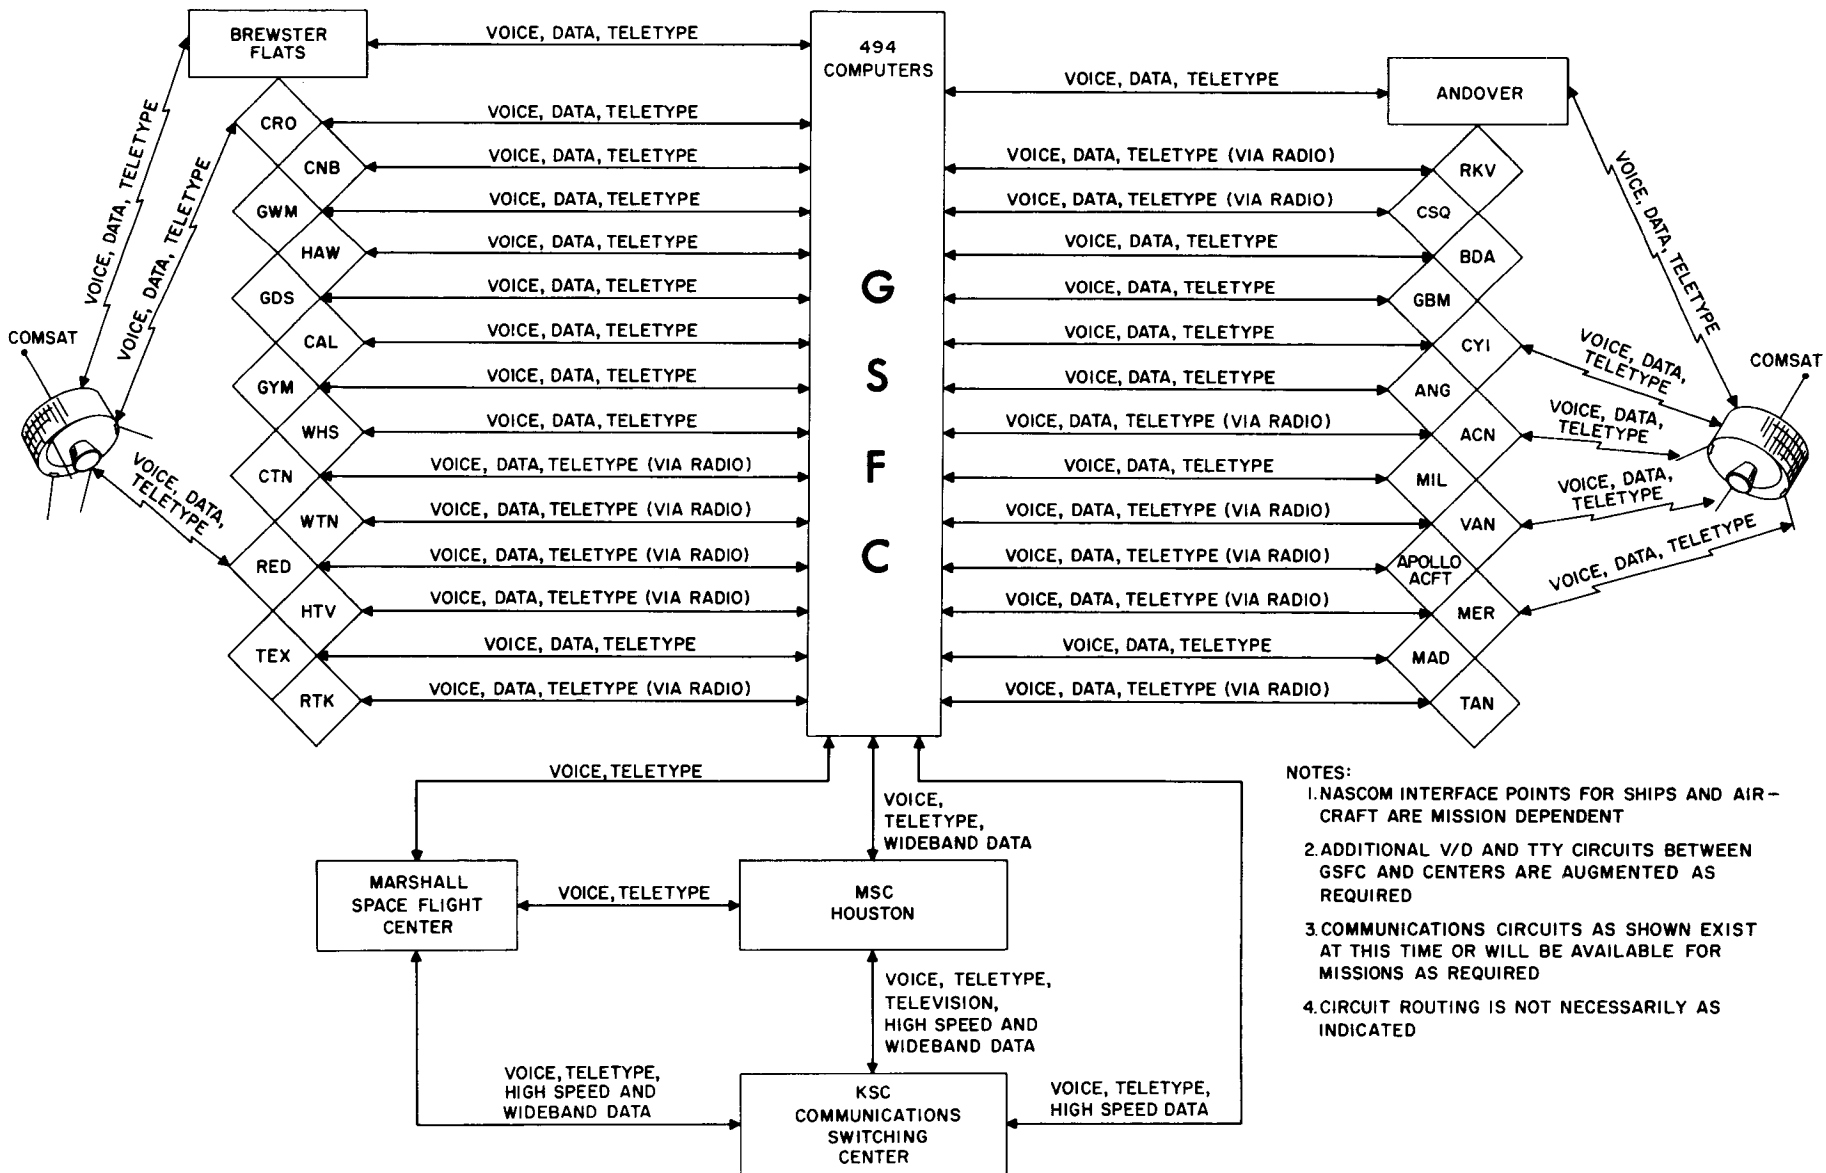 BREWSTER
FLATS
VOICE, DATA, TELETYPE
494
COMPUTERS
G
S
F
C
VOICE, DATA, TELETYPE
ANDOVER
VOICE, DATA, TELETYPE
VOICE, DATA, TELETYPE
VOICE, DATA, TELETYPE
COMSAT
CRO
VOICE, DATA, TELETYPE
CNB
VOICE, DATA, TELETYPE
GWM
VOICE, DATA, TELETYPE
HAW
VOICE, DATA, TELETYPE
GDS
VOICE, DATA, TELETYPE
CAL
VOICE, DATA, TELETYPE
GYM
VOICE, DATA, TELETYPE
WHS
VOICE, DATA, TELETYPE
CTN
VOICE, DATA, TELETYPE (VIA RADIO)
WTN
VOICE, DATA, TELETYPE (VIA RADIO)
RED
VOICE, DATA, TELETYPE (VIA RADIO)
HTV
VOICE, DATA, TELETYPE (VIA RADIO)
TEX
VOICE, DATA, TELETYPE
RTK
VOICE, DATA, TELETYPE (VIA RADIO)
VOICE, DATA,
TELETYPE
VOICE, DATA, TELETYPE (VIA RADIO)
RKV
VOICE, DATA, TELETYPE (VIA RADIO)
CSQ
VOICE, DATA, TELETYPE
BDA
VOICE, DATA, TELETYPE
GBM
VOICE, DATA, TELETYPE
CYI
VOICE, DATA, TELETYPE
ANG
VOICE, DATA, TELETYPE (VIA RADIO)
ACN
VOICE, DATA, TELETYPE
MIL
VOICE, DATA, TELETYPE (VIA RADIO)
VAN
VOICE, DATA, TELETYPE (VIA RADIO)
APOLLO
ACFT
VOICE, DATA, TELETYPE (VIA RADIO)
MER
VOICE, DATA, TELETYPE
MAD
VOICE, DATA, TELETYPE (VIA RADIO)
TAN
VOICE, DATA,
TELETYPE
COMSAT
VOICE, DATA,
TELETYPE
VOICE, DATA,
TELETYPE
VOICE, DATA, TELETYPE
VOICE, TELETYPE
VOICE,
TELETYPE,
WIDEBAND DATA
MARSHALL
SPACE FLIGHT
CENTER
VOICE, TELETYPE
MSC
HOUSTON
VOICE, TELETYPE,
TELEVISION,
HIGH SPEED AND
WIDEBAND DATA
VOICE, TELETYPE,
HIGH SPEED AND
WIDEBAND DATA
KSC
COMMUNICATIONS
SWITCHING
CENTER
VOICE, TELETYPE,
HIGH SPEED DATA
NOTES:
1. NASCOM INTERFACE POINTS FOR SHIPS AND AIR-
CRAFT ARE MISSION DEPENDENT
2. ADDITIONAL V/D AND TTY CIRCUITS BETWEEN
GSFC AND CENTERS ARE AUGMENTED AS
REQUIRED
3. COMMUNICATIONS CIRCUITS AS SHOWN EXIST
AT THIS TIME OR WILL BE AVAILABLE FOR
MISSIONS AS REQUIRED
4. CIRCUIT ROUTING IS NOT NECESSARILY AS
INDICATED